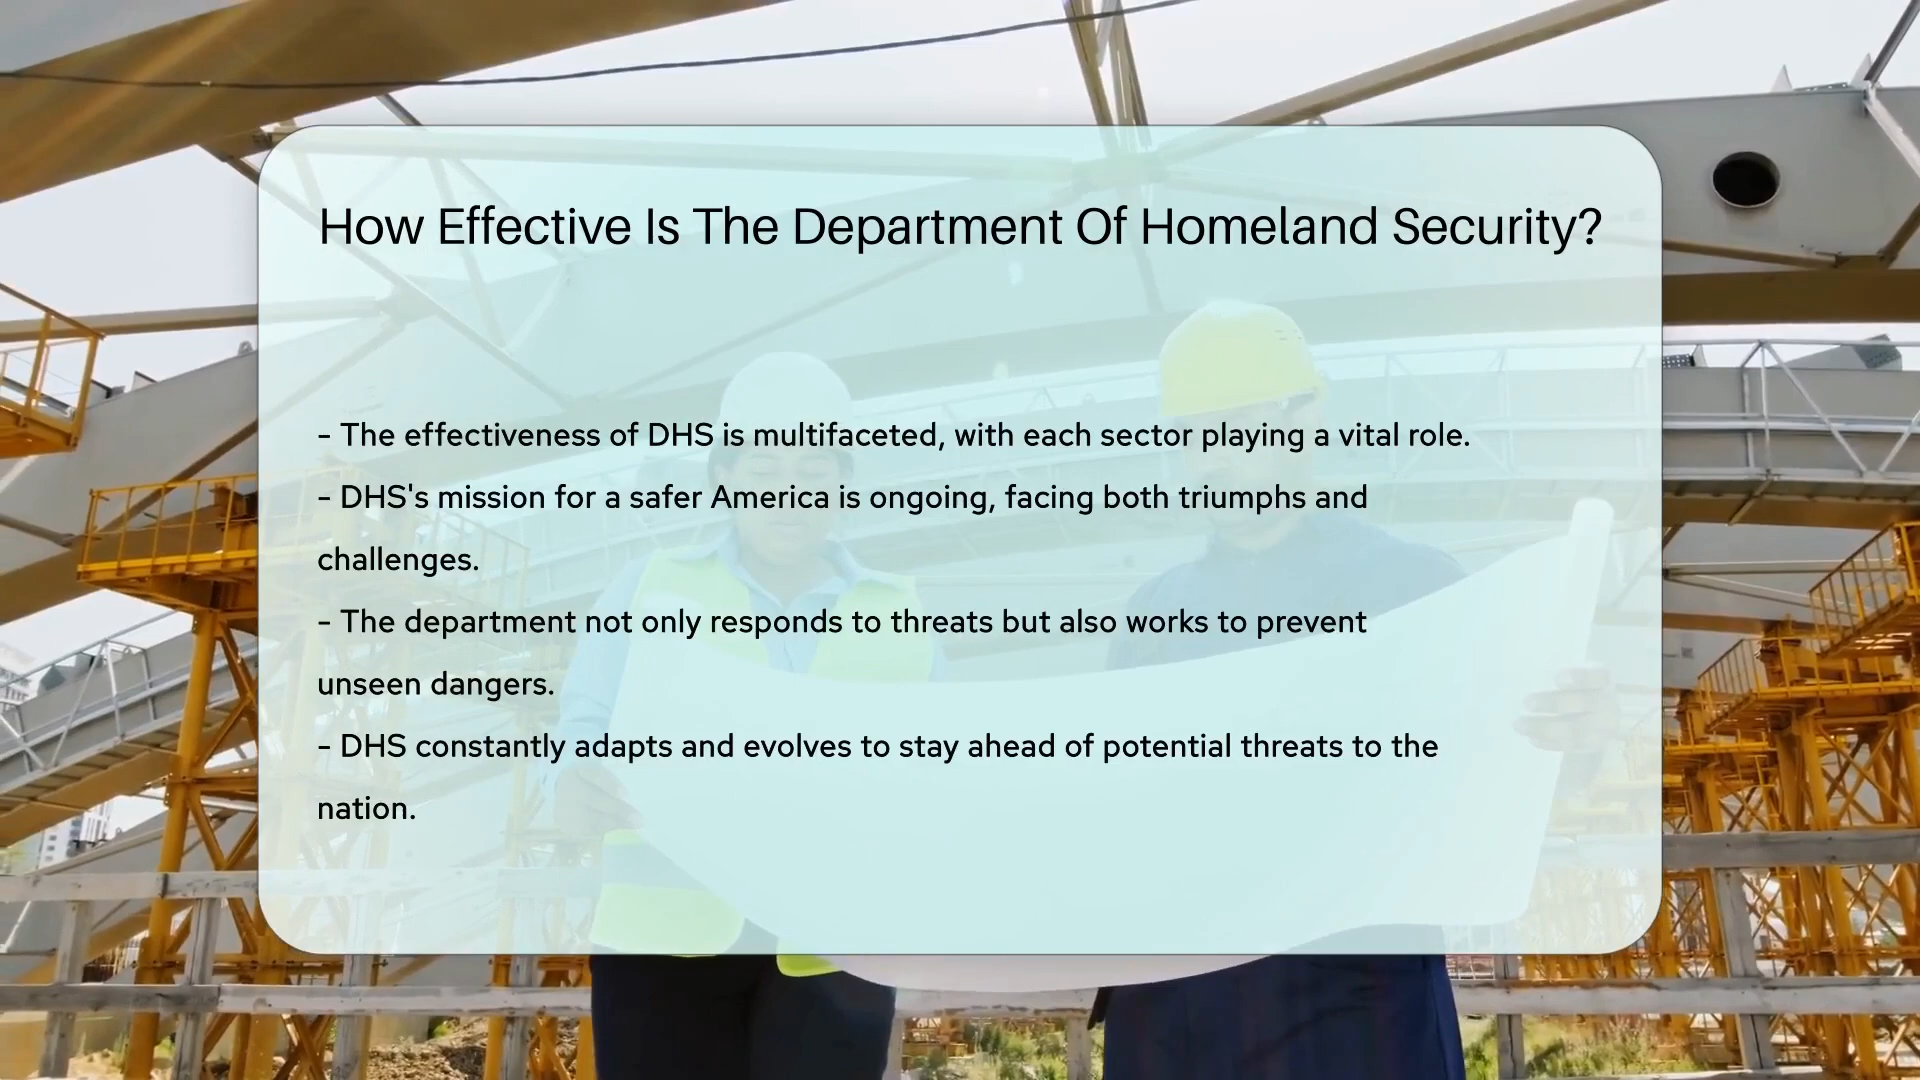 How Effective Is The Department Of Homeland Security?
- The effectiveness of DHS is multifaceted, with each sector playing a vital role.
- DHS's mission for a safer America is ongoing, facing both triumphs and
challenges.
- The department not only responds to threats but also works to prevent
unseen dangers.
- DHS constantly adapts and evolves to stay ahead of potential threats to the
nation.